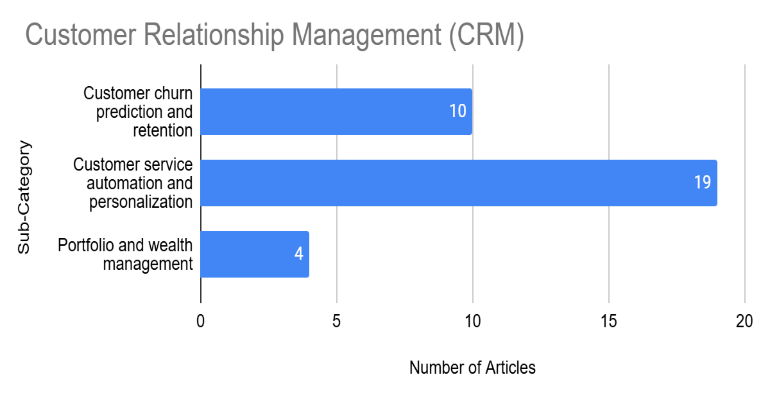 Customer Relationship Management (CRM)
Sub-Category
Customer churn
prediction and
retention
10
Customer service
automation and
personalization
19
Portfolio and wealth
management
4
0 5 10 15 20
Number of Articles